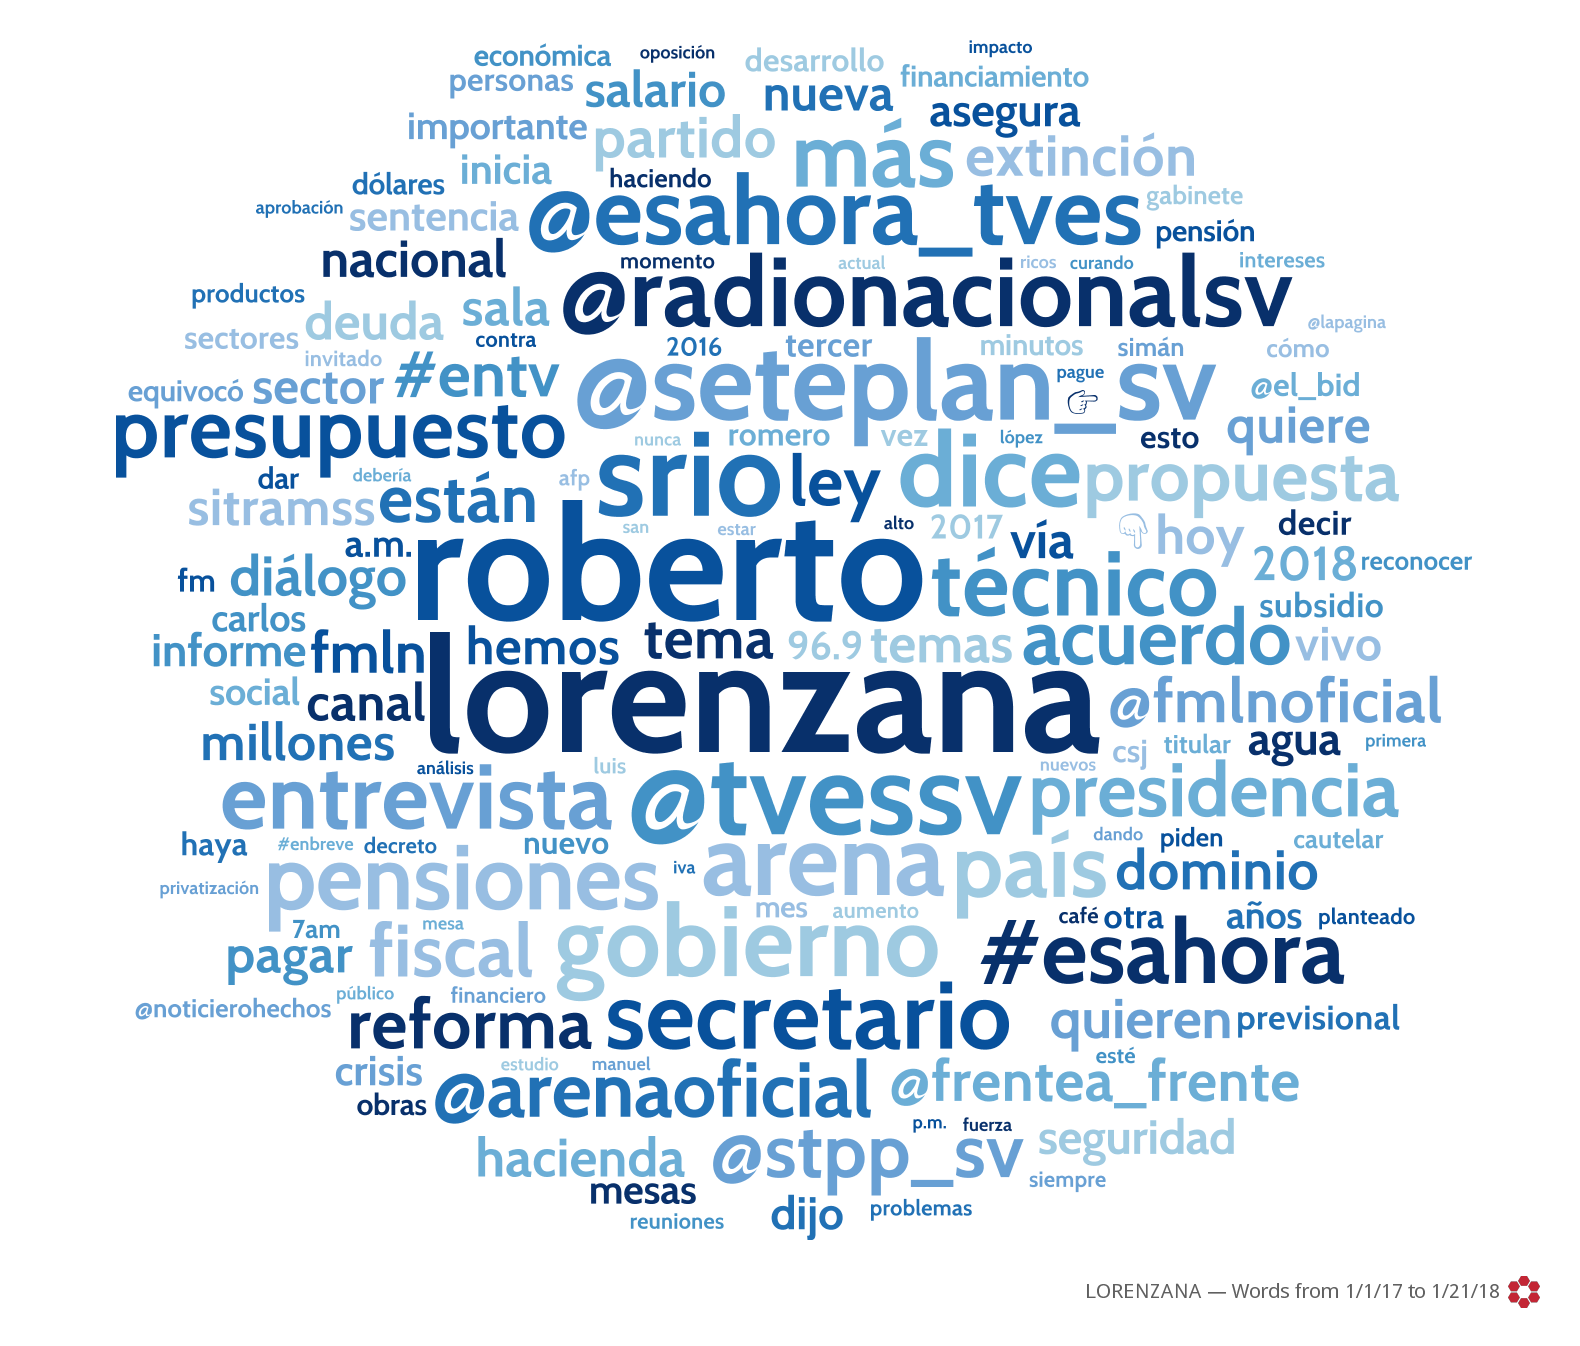 impacto
económica oposición desarrollo
personas salario nueva financiamiento
importante partido más asegura
inicia extinción
dólares haciendo
aprobación sentencia @esahora_tves gabinete
nacional pensión
momento actual ricos curando intereses
productos @radionacionalsv
deuda sala @lapagina
sectores contra 2016 tercer minutos simán cómo
invitado #entv
equivocó sector @seteplan_sv pague @el_bid
👉
presupuesto nunca romero vez lópez esto quiere
dar debería afp srio ley dice propuesta
sitramss están
san estar alto 2017 vía 👇 hoy decir
a.m. roberto 2018 reconocer
fm diálogo técnico subsidio
carlos
informe fmln hemos tema 96.9 temas acuerdo vivo
social canal lorenzana @fmlnoficial
millones csj titular agua primera
análisis luis nuevos
entrevista @tvessv presidencia
haya #enbreve decreto nuevo dando piden cautelar
privatización pensiones iva arena país dominio
mes aumento café otra años planteado
7am mesa
pagar fiscal gobierno #esahora
@noticierohechos público financiero
reforma secretario quieren previsional
esté
crisis estudio manuel
obras @arenaoficial @frentea_frente
p.m. fuerza
hacienda @stpp_sv seguridad
mesas siempre
reuniones dijo problemas
LORENZANA — Words from 1/1/17 to 1/21/18